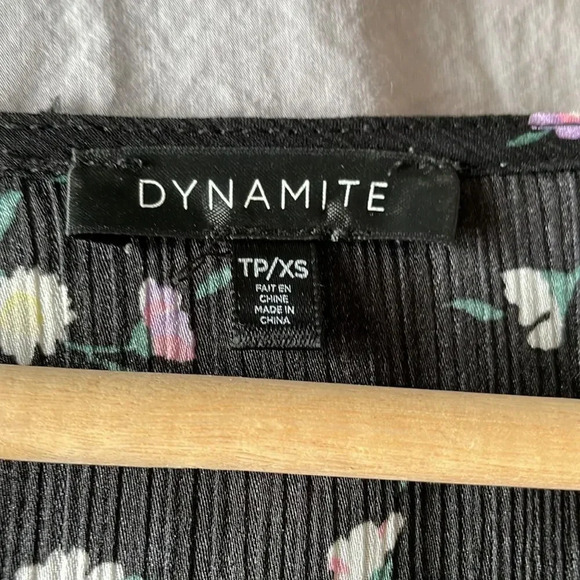 DYNAMITE
TP/XS
FAIT EN
CHINE
MADE IN
CHINA